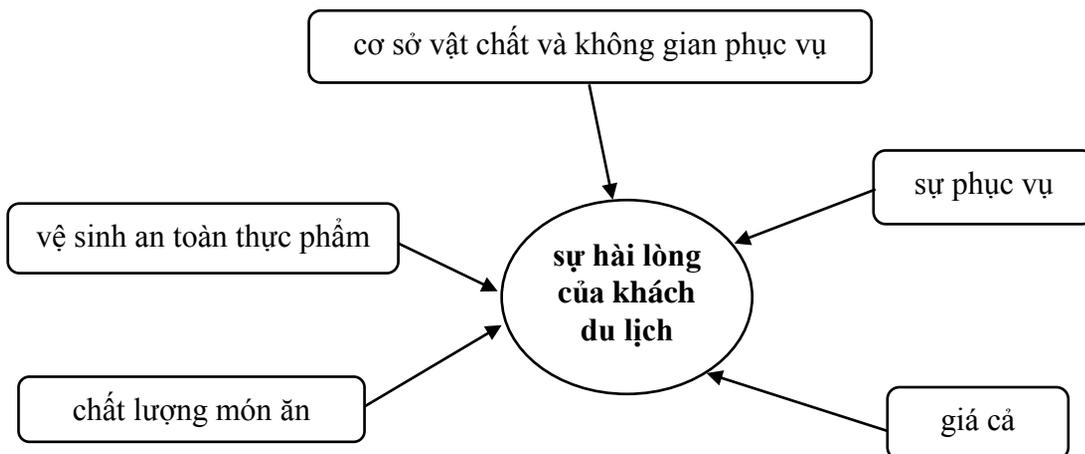 cơ sở vật chất và không gian phục vụ
sự phục vụ
vệ sinh an toàn thực phẩm
sự hài lòng
của khách
du lịch
chất lượng món ăn
giá cả